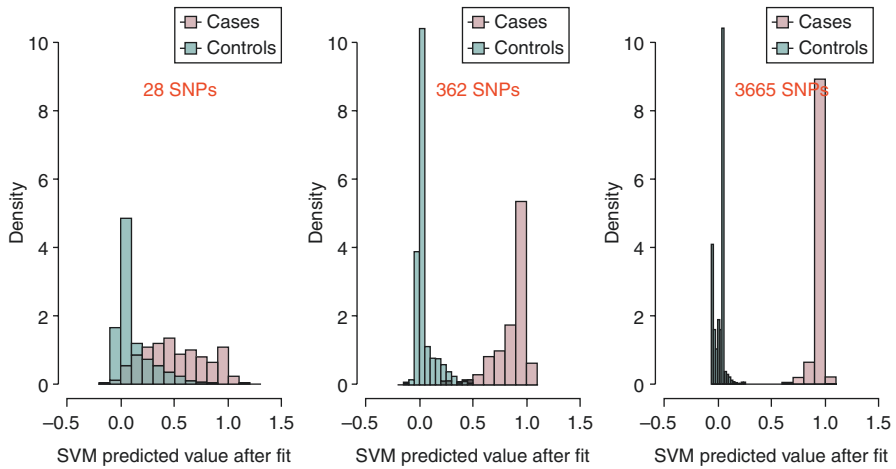 Cases
Controls
28 SNPs
10
8
6
4
2
0
Density
−0.5 0.0 0.5 1.0 1.5
SVM predicted value after fit
Cases
Controls
362 SNPs
10
8
6
4
2
0
Density
−0.5 0.0 0.5 1.0 1.5
SVM predicted value after fit
Cases
Controls
3665 SNPs
10
8
6
4
2
0
Density
−0.5 0.0 0.5 1.0 1.5
SVM predicted value after fit